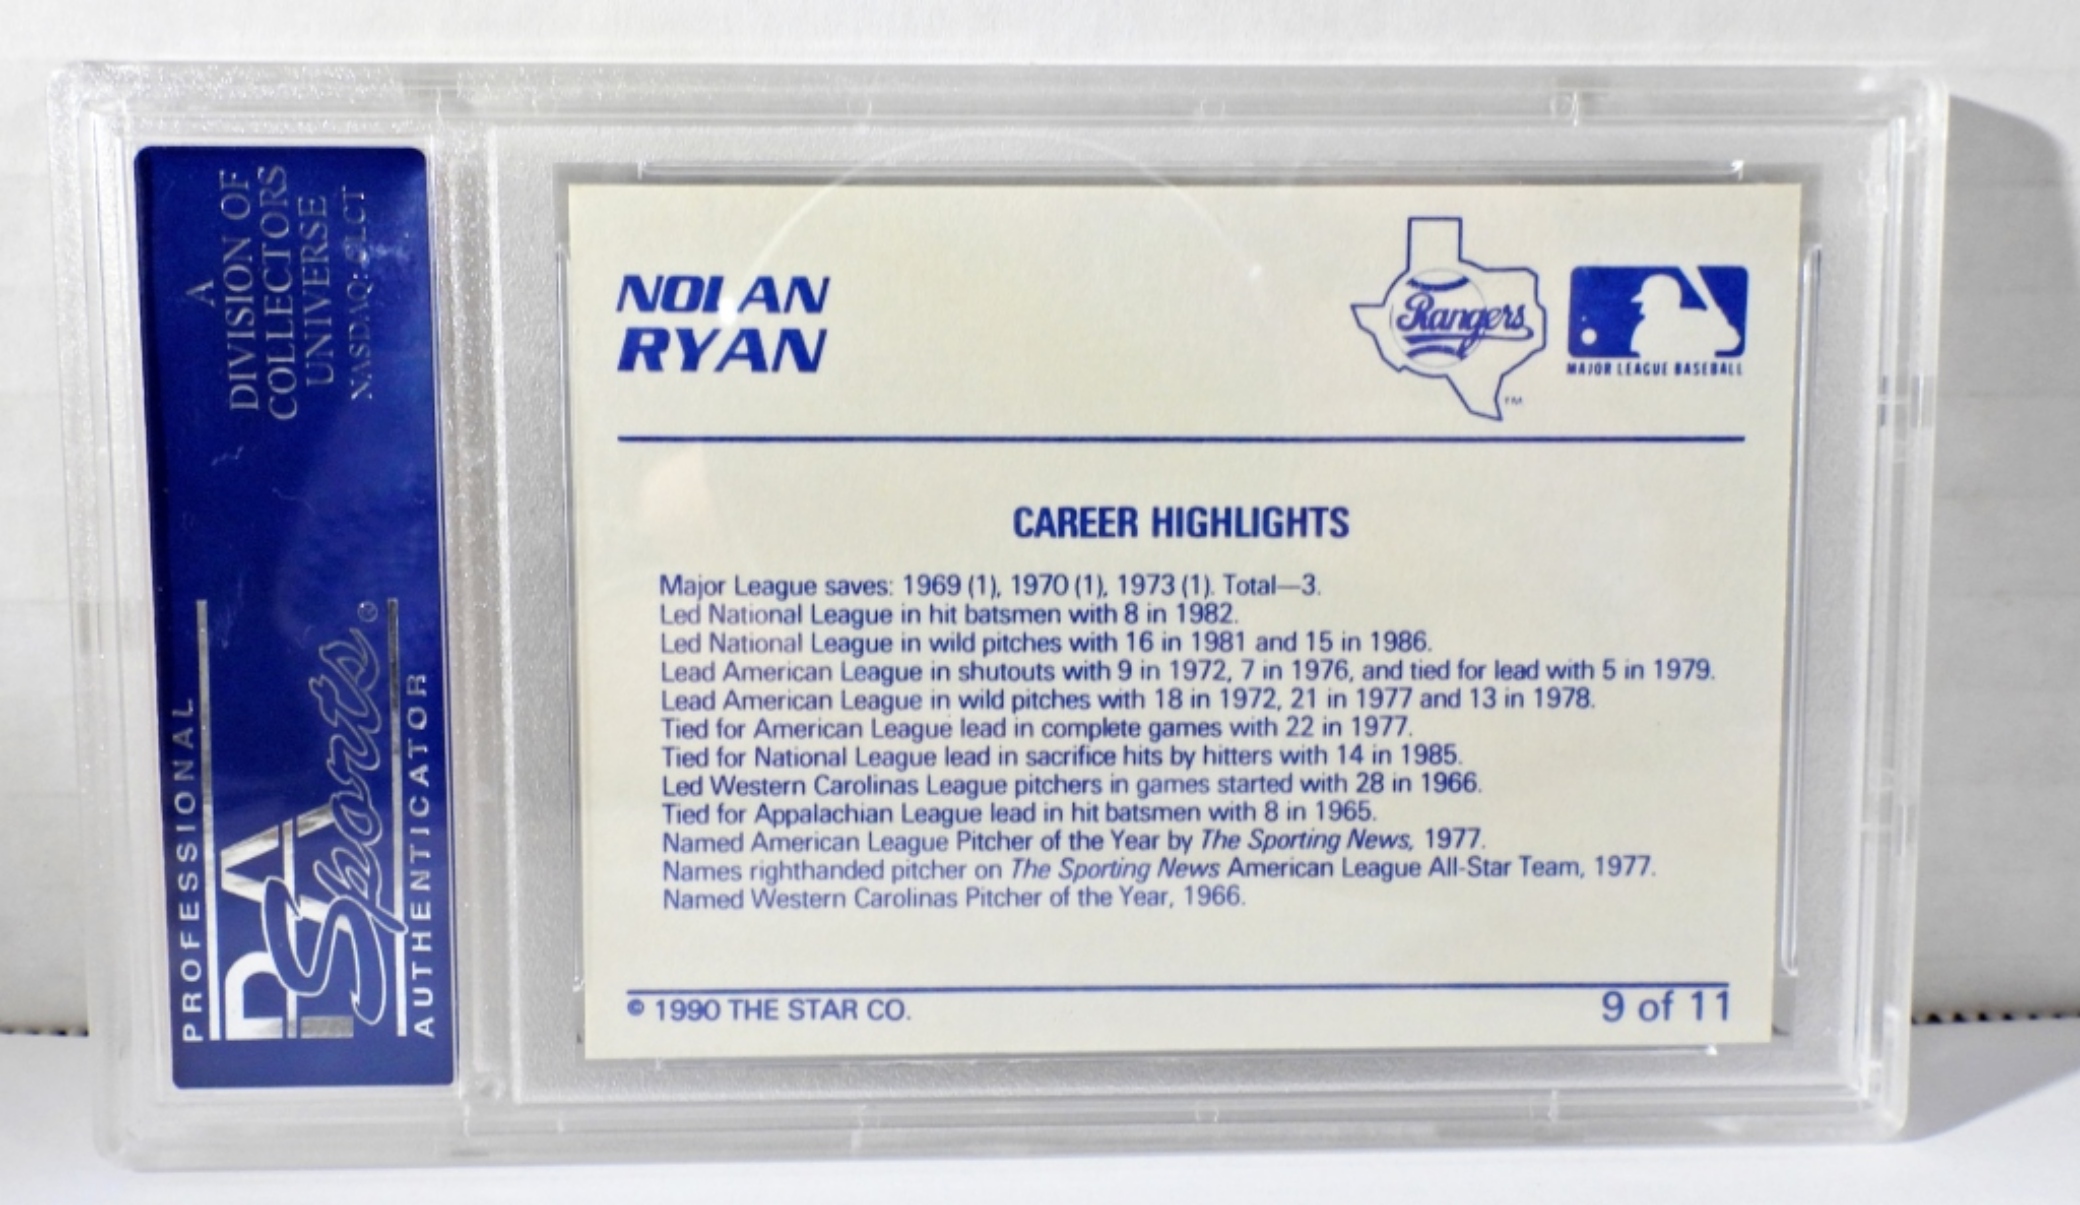 A
DIVISION OF
COLLECTORS
UNIVERSE
NASDAQ: CLCT
PROFESSIONAL
PSA
Sports®
AUTHENTICATOR
NOLAN
RYAN
Rangers
TM
MAJOR LEAGUE BASEBALL
CAREER HIGHLIGHTS
Major League saves: 1969 (1), 1970 (1), 1973 (1). Total—3.
Led National League in hit batsmen with 8 in 1982.
Led National League in wild pitches with 16 in 1981 and 15 in 1986.
Lead American League in shutouts with 9 in 1972, 7 in 1976, and tied for lead with 5 in 1979.
Lead American League in wild pitches with 18 in 1972, 21 in 1977 and 13 in 1978.
Tied for American League lead in complete games with 22 in 1977.
Tied for National League lead in sacrifice hits by hitters with 14 in 1985.
Led Western Carolinas League pitchers in games started with 28 in 1966.
Tied for Appalachian League lead in hit batsmen with 8 in 1965.
Named American League Pitcher of the Year by The Sporting News, 1977.
Names righthanded pitcher on The Sporting News American League All-Star Team, 1977.
Named Western Carolinas Pitcher of the Year, 1966.
© 1990 THE STAR CO.
9 of 11